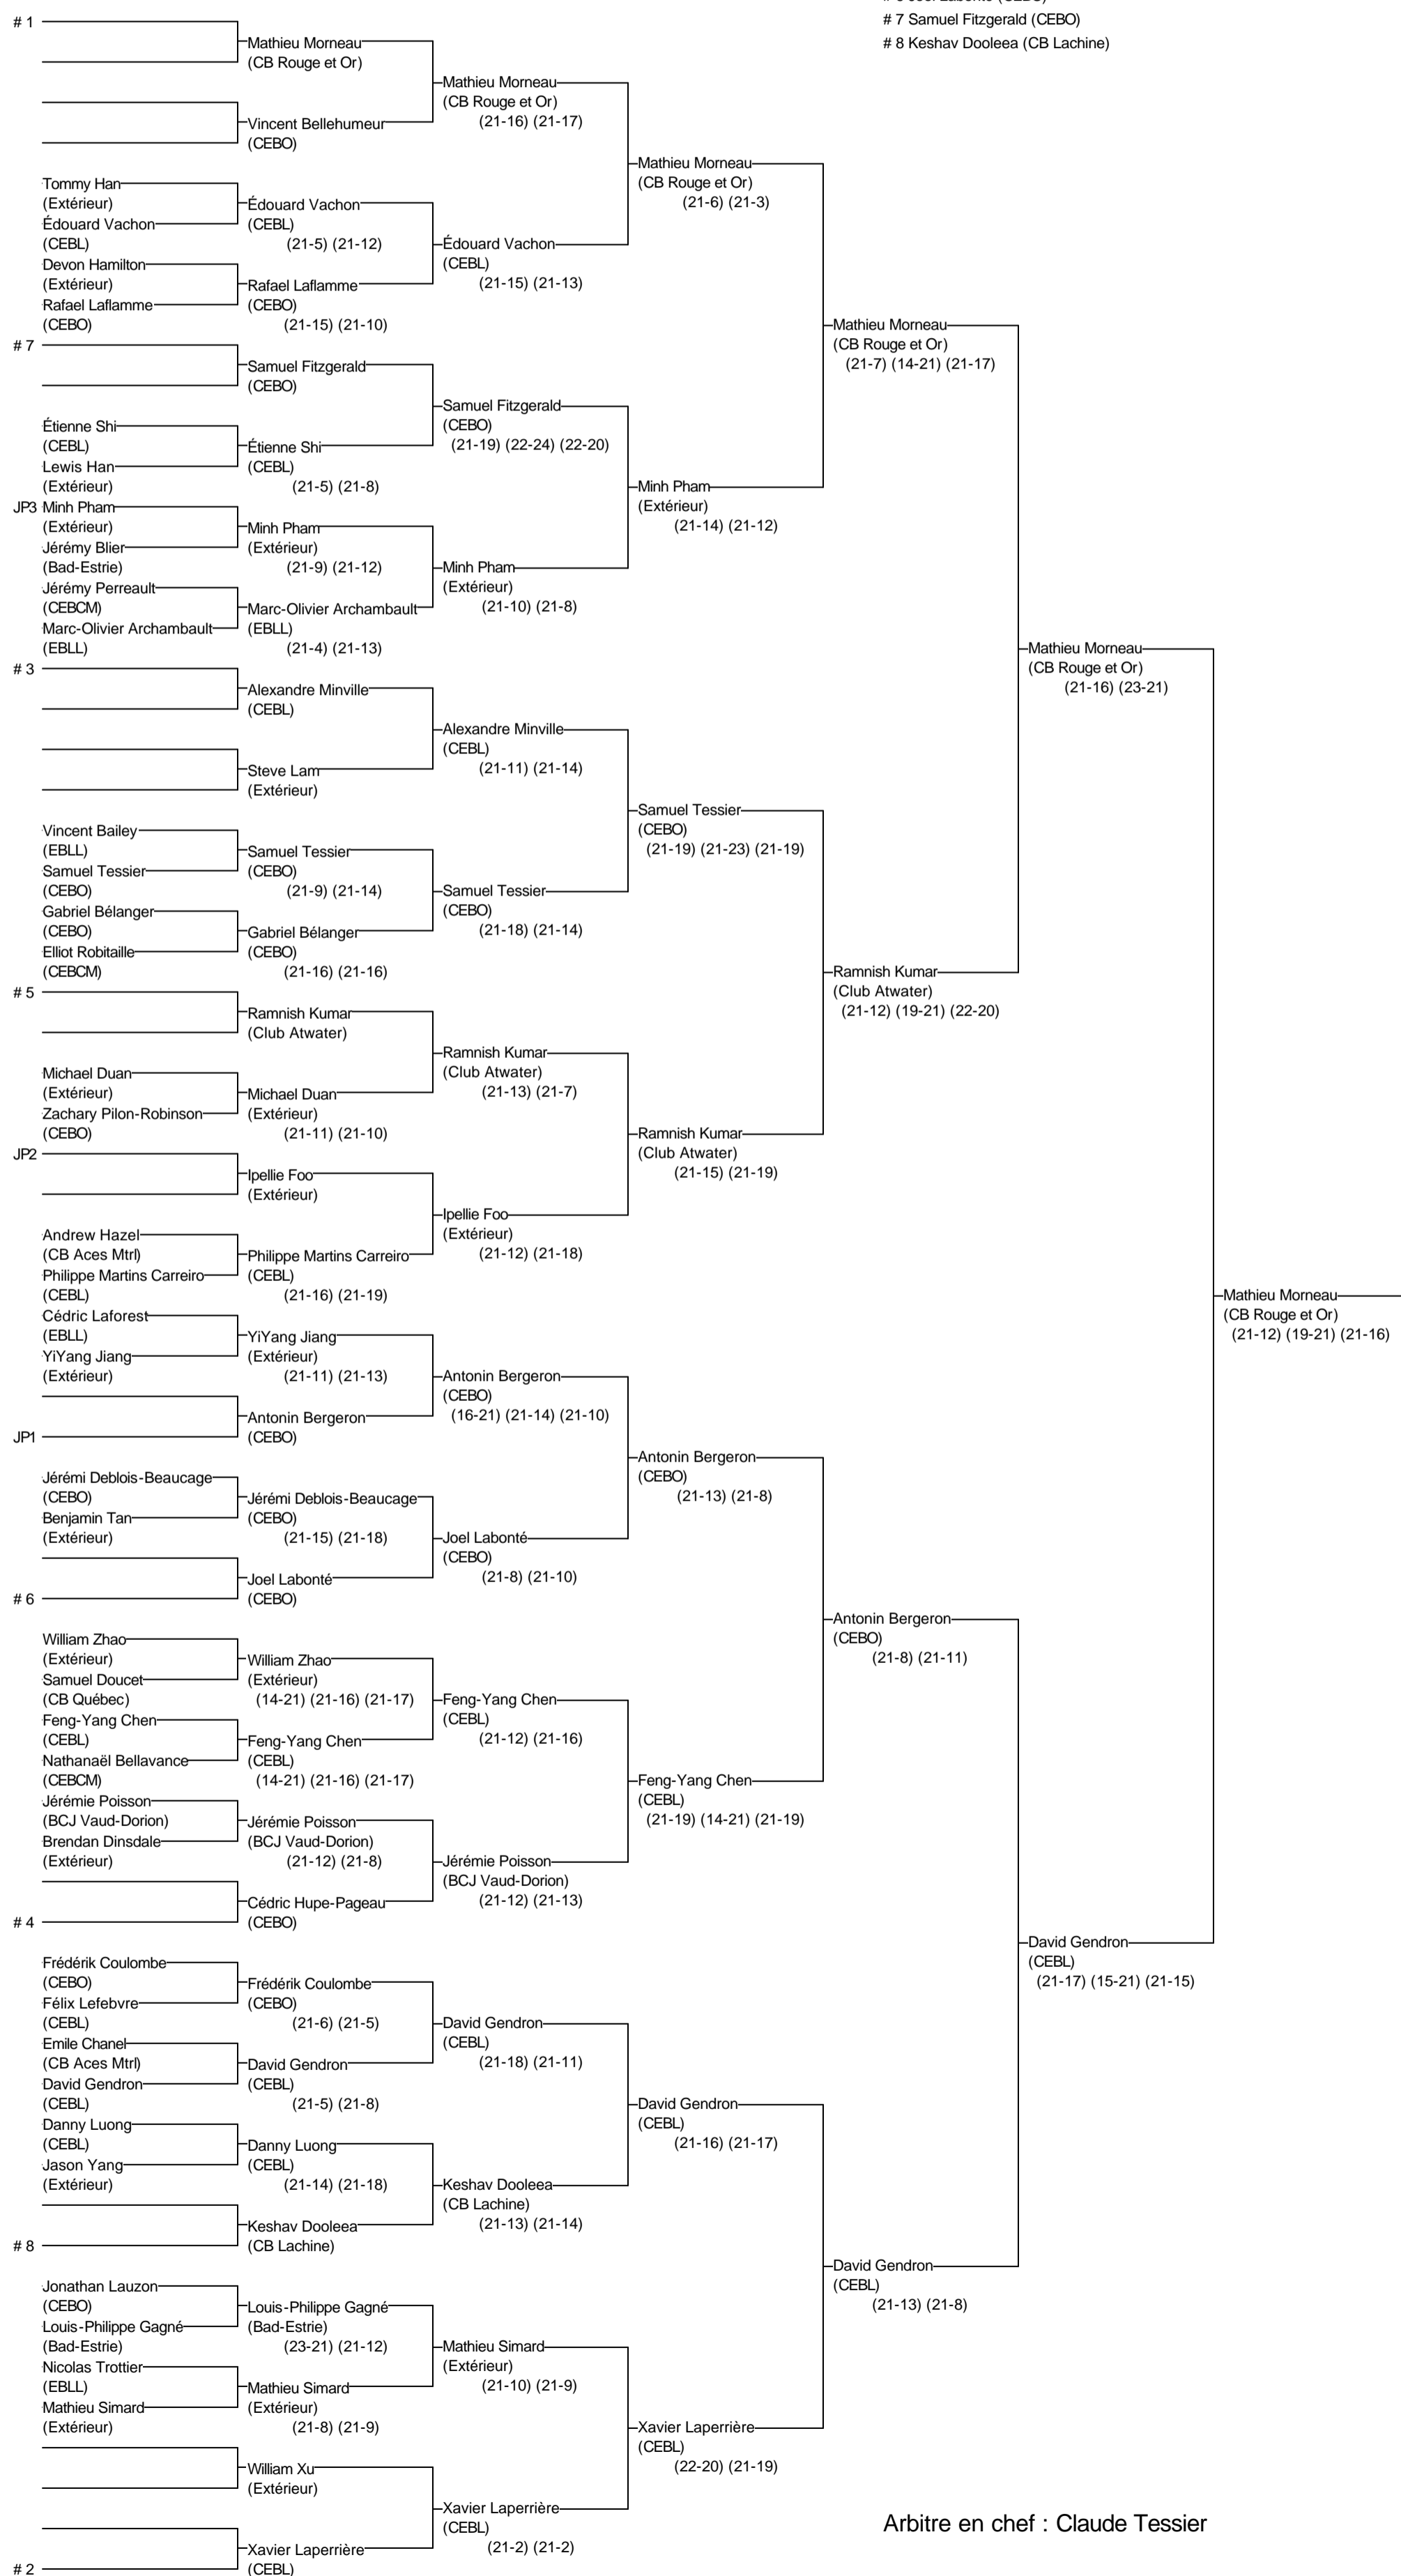 # 7 Samuel Fitzgerald (CEBO)
# 8 Keshav Dooleea (CB Lachine)
# 1
Mathieu Morneau
(CB Rouge et Or)
Vincent Bellehumeur
(CEBO)
Mathieu Morneau
(CB Rouge et Or)
(21-16) (21-17)
Tommy Han
(Extérieur)
Édouard Vachon
(CEBL)
Édouard Vachon
(CEBL)
(21-5) (21-12)
Devon Hamilton
(Extérieur)
Rafael Laflamme
(CEBO)
Rafael Laflamme
(CEBO)
(21-15) (21-10)
Édouard Vachon
(CEBL)
(21-15) (21-13)
Mathieu Morneau
(CB Rouge et Or)
(21-6) (21-3)
# 7
Samuel Fitzgerald
(CEBO)
Étienne Shi
(CEBL)
Lewis Han
(Extérieur)
Étienne Shi
(CEBL)
(21-5) (21-8)
Samuel Fitzgerald
(CEBO)
(21-19) (22-24) (22-20)
JP3 Minh Pham
(Extérieur)
Jérémy Blier
(Bad-Estrie)
Minh Pham
(Extérieur)
(21-9) (21-12)
Jérémy Perreault
(CEBCM)
Marc-Olivier Archambault
(EBLL)
Marc-Olivier Archambault
(EBLL)
(21-4) (21-13)
Minh Pham
(Extérieur)
(21-10) (21-8)
Minh Pham
(Extérieur)
(21-14) (21-12)
Mathieu Morneau
(CB Rouge et Or)
(21-7) (14-21) (21-17)
# 3
Alexandre Minville
(CEBL)
Steve Lam
(Extérieur)
Alexandre Minville
(CEBL)
(21-11) (21-14)
Vincent Bailey
(EBLL)
Samuel Tessier
(CEBO)
Samuel Tessier
(CEBO)
(21-9) (21-14)
Gabriel Bélanger
(CEBO)
Elliot Robitaille
(CEBCM)
Gabriel Bélanger
(CEBO)
(21-16) (21-16)
Samuel Tessier
(CEBO)
(21-18) (21-14)
Samuel Tessier
(CEBO)
(21-19) (21-23) (21-19)
# 5
Ramnish Kumar
(Club Atwater)
Michael Duan
(Extérieur)
Zachary Pilon-Robinson
(CEBO)
Michael Duan
(Extérieur)
(21-11) (21-10)
Ramnish Kumar
(Club Atwater)
(21-13) (21-7)
JP2
Ipellie Foo
(Extérieur)
Andrew Hazel
(CB Aces Mtrl)
Philippe Martins Carreiro
(CEBL)
Philippe Martins Carreiro
(CEBL)
(21-16) (21-19)
Ipellie Foo
(Extérieur)
(21-12) (21-18)
Ramnish Kumar
(Club Atwater)
(21-15) (21-19)
Ramnish Kumar
(Club Atwater)
(21-12) (19-21) (22-20)
Mathieu Morneau
(CB Rouge et Or)
(21-16) (23-21)
Cédric Laforest
(EBLL)
YiYang Jiang
(Extérieur)
YiYang Jiang
(Extérieur)
(21-11) (21-13)
JP1
Antonin Bergeron
(CEBO)
Antonin Bergeron
(CEBO)
(16-21) (21-14) (21-10)
Jérémi Deblois-Beaucage
(CEBO)
Benjamin Tan
(Extérieur)
Jérémi Deblois-Beaucage
(CEBO)
(21-15) (21-18)
# 6
Joel Labonté
(CEBO)
Joel Labonté
(CEBO)
(21-8) (21-10)
Antonin Bergeron
(CEBO)
(21-13) (21-8)
William Zhao
(Extérieur)
Samuel Doucet
(CB Québec)
William Zhao
(Extérieur)
(14-21) (21-16) (21-17)
Feng-Yang Chen
(CEBL)
Nathanaël Bellavance
(CEBCM)
Feng-Yang Chen
(CEBL)
(14-21) (21-16) (21-17)
Feng-Yang Chen
(CEBL)
(21-12) (21-16)
Jérémie Poisson
(BCJ Vaud-Dorion)
Brendan Dinsdale
(Extérieur)
Jérémie Poisson
(BCJ Vaud-Dorion)
(21-12) (21-8)
# 4
Cédric Hupe-Pageau
(CEBO)
Jérémie Poisson
(BCJ Vaud-Dorion)
(21-12) (21-13)
Feng-Yang Chen
(CEBL)
(21-19) (14-21) (21-19)
Antonin Bergeron
(CEBO)
(21-8) (21-11)
Frédérik Coulombe
(CEBO)
Félix Lefebvre
(CEBL)
Frédérik Coulombe
(CEBO)
(21-6) (21-5)
Emile Chanel
(CB Aces Mtrl)
David Gendron
(CEBL)
David Gendron
(CEBL)
(21-5) (21-8)
David Gendron
(CEBL)
(21-18) (21-11)
Danny Luong
(CEBL)
Jason Yang
(Extérieur)
Danny Luong
(CEBL)
(21-14) (21-18)
# 8
Keshav Dooleea
(CB Lachine)
Keshav Dooleea
(CB Lachine)
(21-13) (21-14)
David Gendron
(CEBL)
(21-16) (21-17)
Jonathan Lauzon
(CEBO)
Louis-Philippe Gagné
(Bad-Estrie)
Louis-Philippe Gagné
(Bad-Estrie)
(23-21) (21-12)
Nicolas Trottier
(EBLL)
Mathieu Simard
(Extérieur)
Mathieu Simard
(Extérieur)
(21-8) (21-9)
Mathieu Simard
(Extérieur)
(21-10) (21-9)
William Xu
(Extérieur)
# 2
Xavier Laperrière
(CEBL)
Xavier Laperrière
(CEBL)
(21-2) (21-2)
Xavier Laperrière
(CEBL)
(22-20) (21-19)
David Gendron
(CEBL)
(21-13) (21-8)
David Gendron
(CEBL)
(21-17) (15-21) (21-15)
Mathieu Morneau
(CB Rouge et Or)
(21-12) (19-21) (21-16)
Arbitre en chef : Claude Tessier